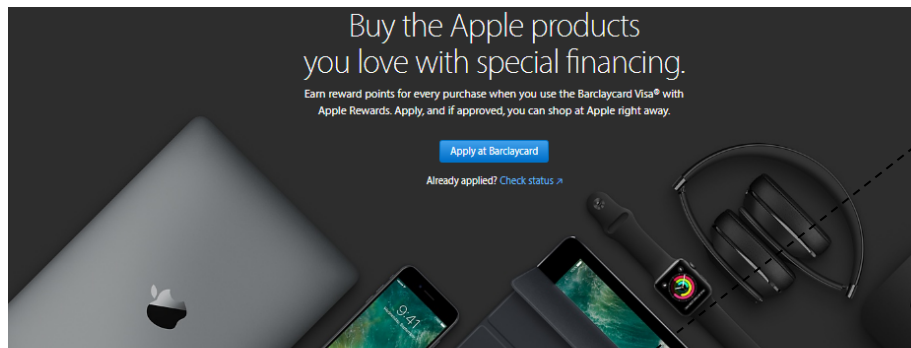 Buy the Apple products
you love with special financing.
Earn reward points for every purchase when you use the Barclaycard Visa® with
Apple Rewards. Apply, and if approved, you can shop at Apple right away.
Apply at Barclaycard
Already applied? Check status ↗
9:41